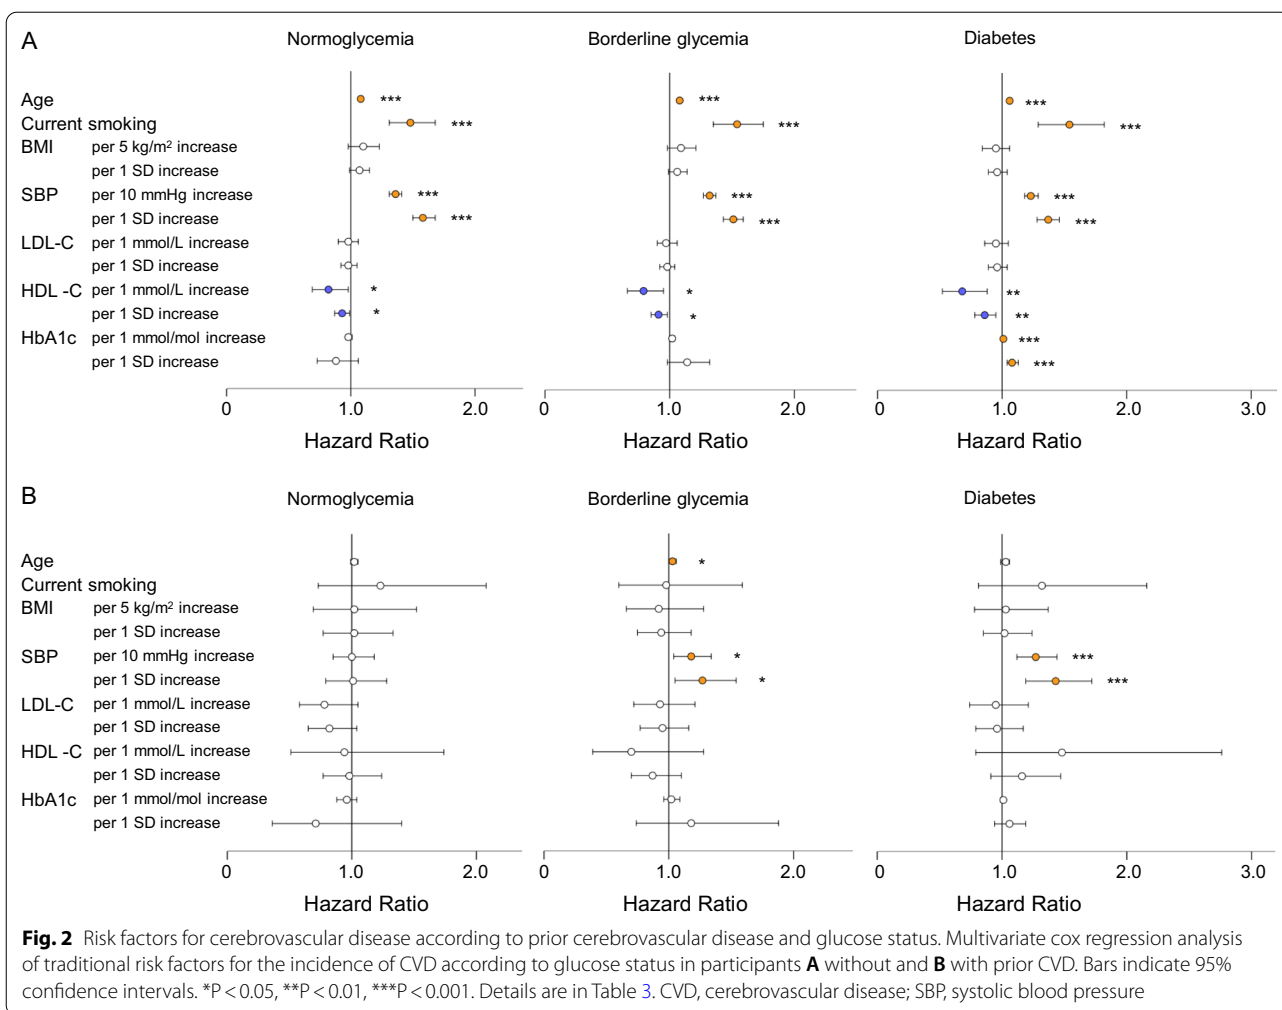 A
Normoglycemia Borderline glycemia Diabetes
Age *** *** ***
Current smoking *** *** ***
BMI per 5 kg/m² increase
per 1 SD increase
SBP per 10 mmHg increase *** *** ***
per 1 SD increase *** *** ***
LDL-C per 1 mmol/L increase
per 1 SD increase
HDL -C per 1 mmol/L increase * * **
per 1 SD increase * * **
HbA1c per 1 mmol/mol increase ***
per 1 SD increase ***
0 1.0 2.0 0 1.0 2.0 0 1.0 2.0 3.0
Hazard Ratio Hazard Ratio Hazard Ratio
B
Normoglycemia Borderline glycemia Diabetes
Age *
Current smoking
BMI per 5 kg/m² increase
per 1 SD increase
SBP per 10 mmHg increase * ***
per 1 SD increase * ***
LDL-C per 1 mmol/L increase
per 1 SD increase
HDL -C per 1 mmol/L increase
per 1 SD increase
HbA1c per 1 mmol/mol increase
per 1 SD increase
0 1.0 2.0 0 1.0 2.0 0 1.0 2.0 3.0
Hazard Ratio Hazard Ratio Hazard Ratio
Fig. 2 Risk factors for cerebrovascular disease according to prior cerebrovascular disease and glucose status. Multivariate cox regression analysis
of traditional risk factors for the incidence of CVD according to glucose status in participants A without and B with prior CVD. Bars indicate 95%
confidence intervals. *P < 0.05, **P < 0.01, ***P < 0.001. Details are in Table 3. CVD, cerebrovascular disease; SBP, systolic blood pressure